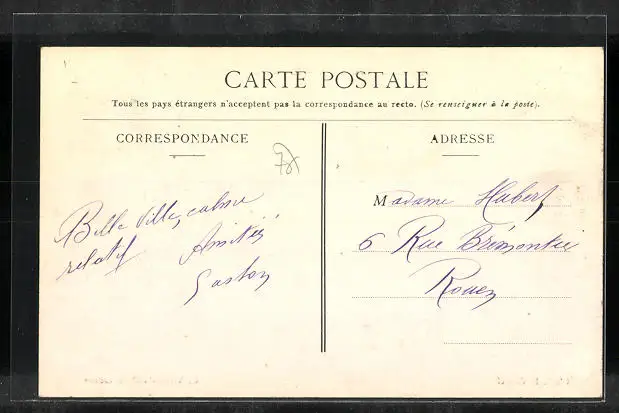 CARTE POSTALE
Tous les pays étrangers n'acceptent pas la correspondance au recto. (Se renseigner à la poste).
CORRESPONDANCE
ADRESSE
78
Belle ville, calme
relatif
Amitiés
Gaston
Madame Hubert
6 Rue Brémontier
Rouen